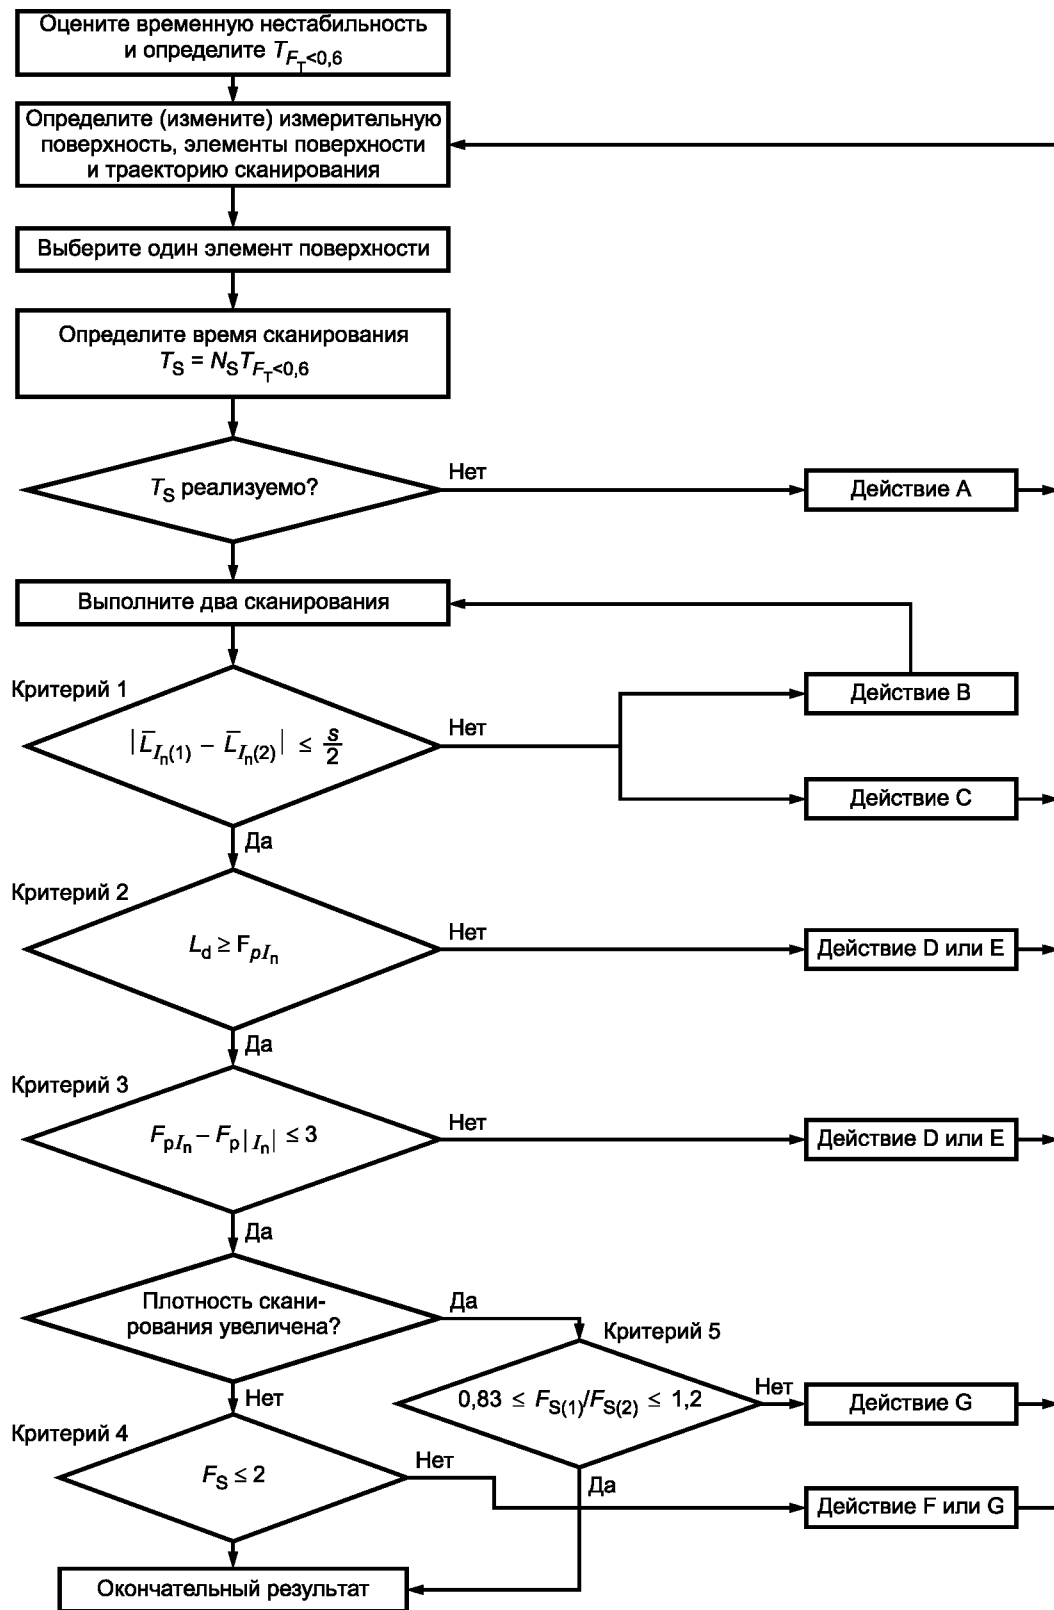 Оцените временную нестабильность
и определите T_{F_T<0,6}
Определите (измените) измерительную
поверхность, элементы поверхности
и траекторию сканирования
Выберите один элемент поверхности
Определите время сканирования
T_S = N_S T_{F_T<0,6}
T_S реализуемо?
Нет
Действие A
Выполните два сканирования
Критерий 1
|L̅_{I_n(1)} – L̅_{I_n(2)}| ≤ s/2
Нет
Действие B
Действие C
Да
Критерий 2
L_d ≥ F_{pI_n}
Нет
Действие D или E
Да
Критерий 3
F_{pI_n} – F_{p|I_n|} ≤ 3
Нет
Действие D или E
Да
Плотность скани-
рования увеличена?
Да
Критерий 5
0,83 ≤ F_{S(1)}/F_{S(2)} ≤ 1,2
Нет
Действие G
Нет
Критерий 4
F_S ≤ 2
Нет
Да
Действие F или G
Окончательный результат